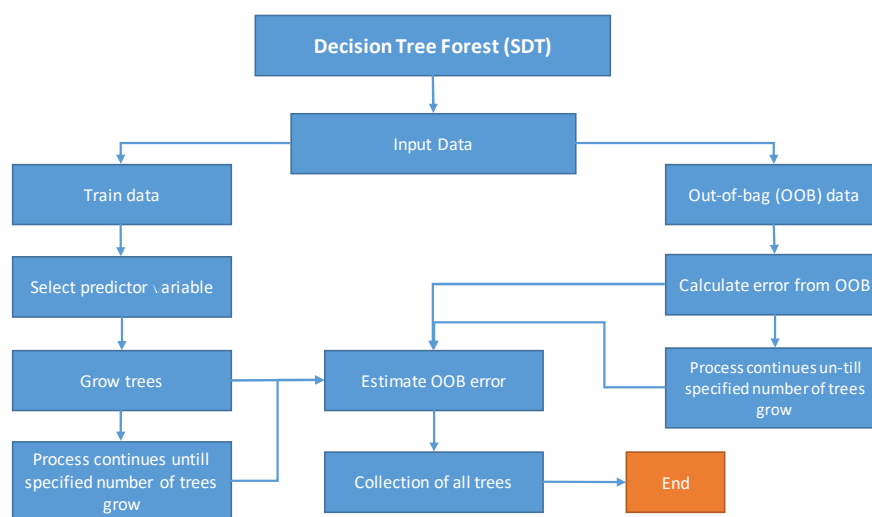 Decision Tree Forest (SDT)
Input Data
Train data
Out-of-bag (OOB) data
Select predictor variable
Calculate error from OOB
Grow trees
Estimate OOB error
Process continues un-till
specified number of trees
grow
Process continues untill
specified number of trees
grow
Collection of all trees
End